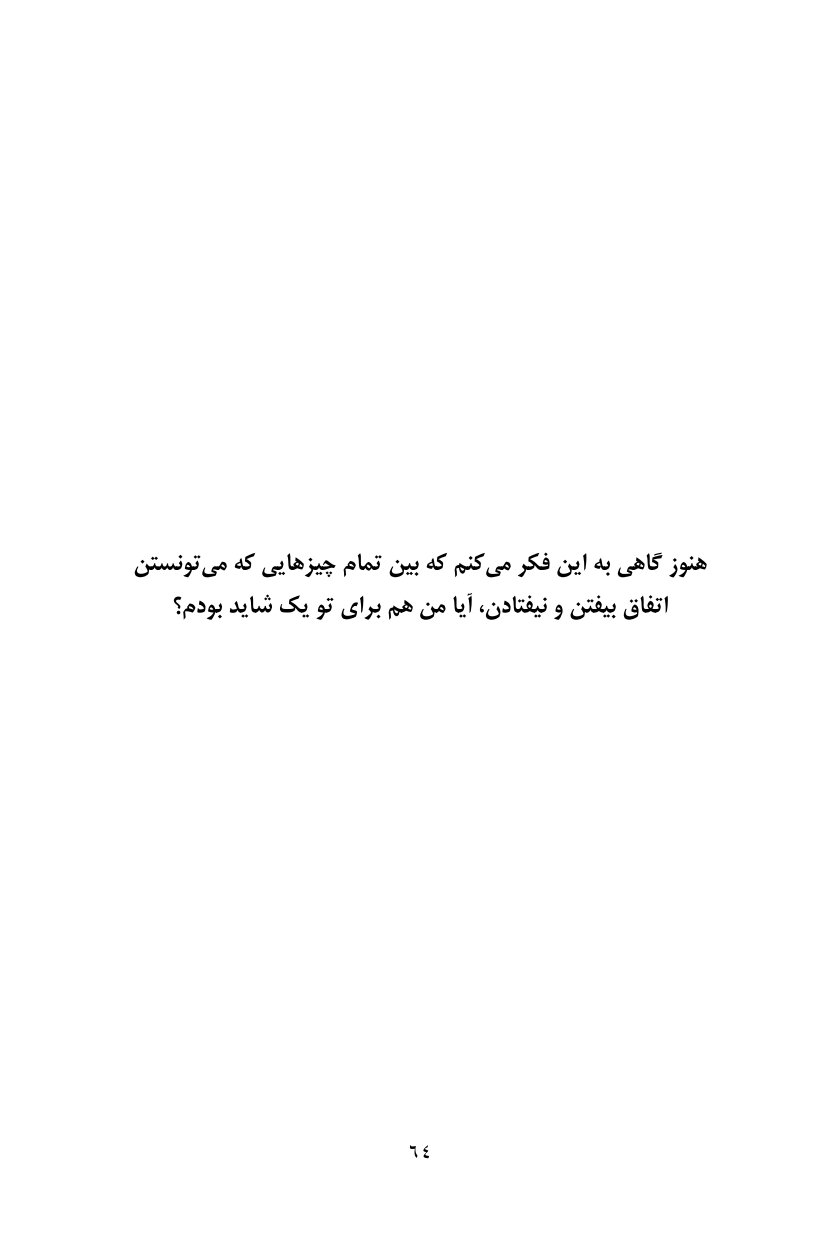 هنوز گاهی به این فکر می‌کنم که بین تمام چیزهایی که می‌تونستن
اتفاق بیفتن و نیفتادن، آیا من هم برای تو یک شاید بودم؟
٦٤